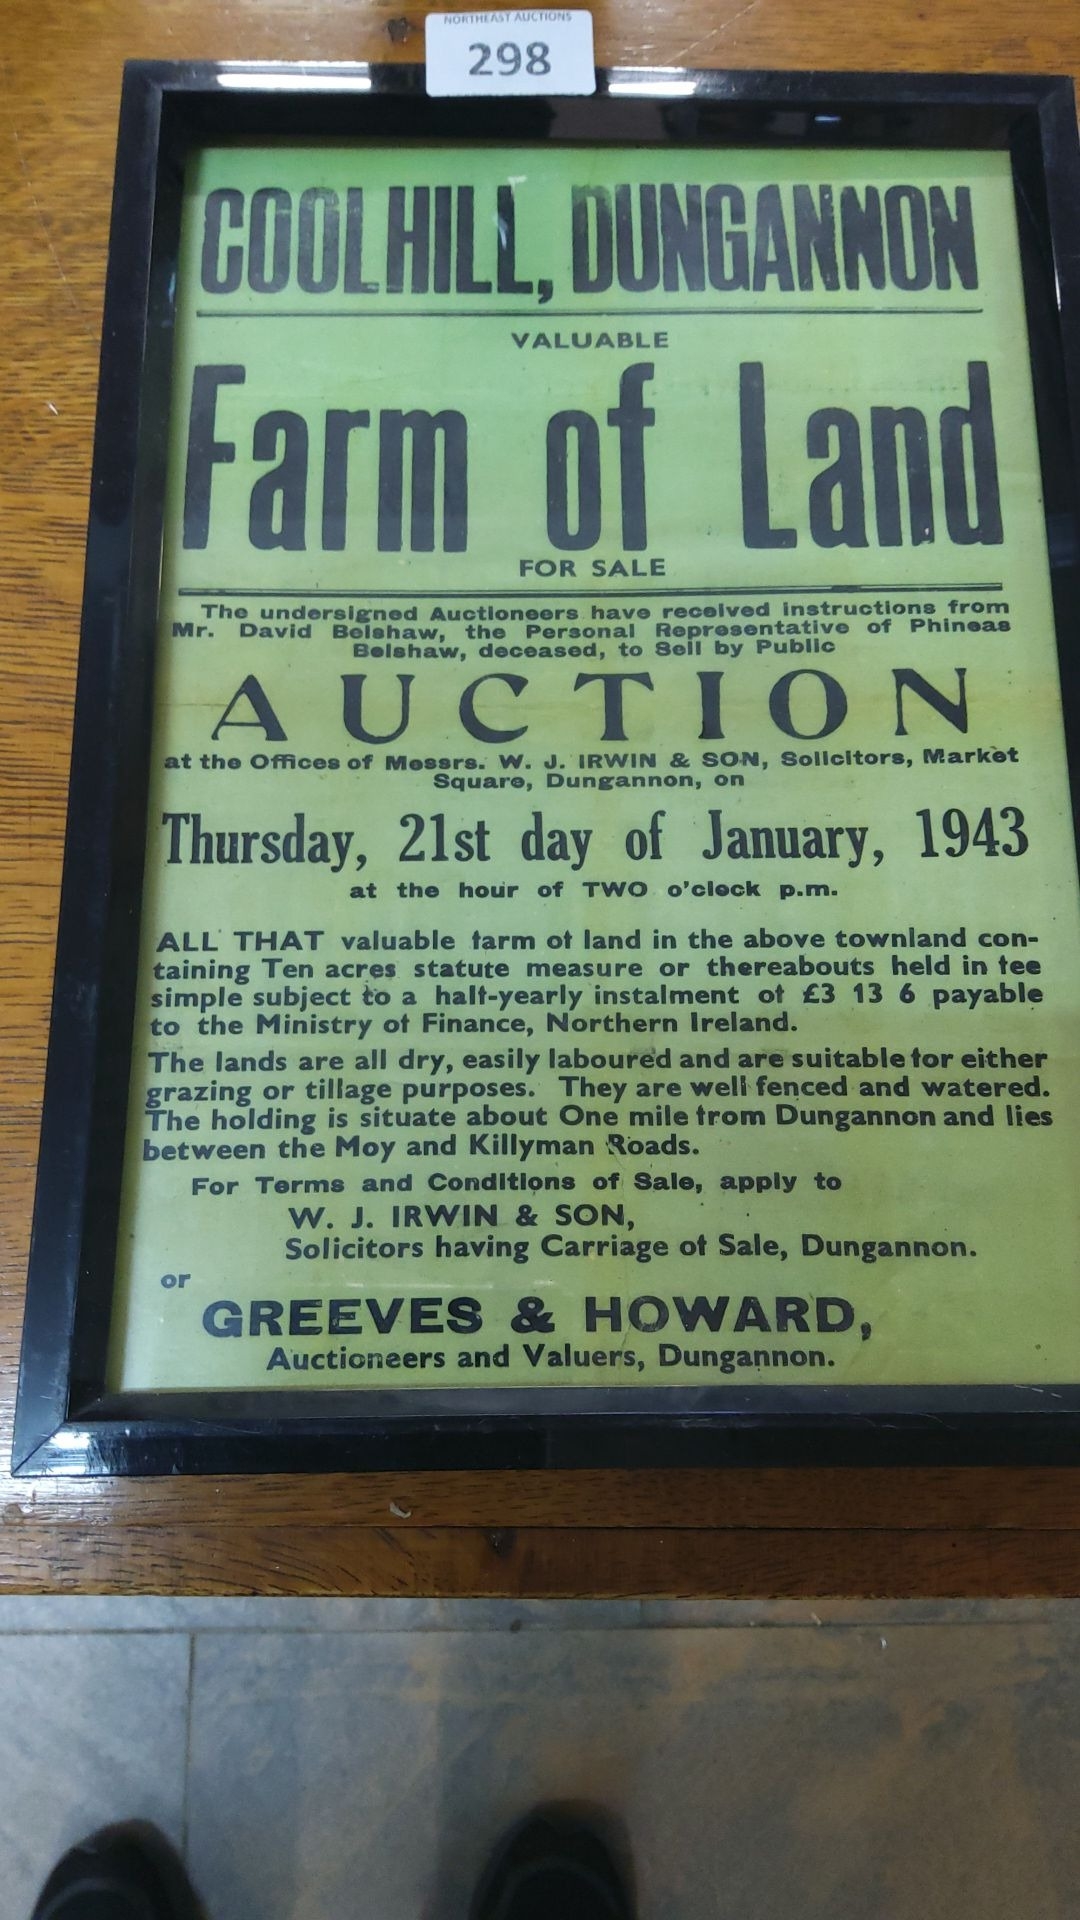 NORTHEAST AUCTIONS
298
COOLHILL, DUNGANNON
VALUABLE
Farm of Land
FOR SALE
The undersigned Auctioneers have received instructions from
Mr. David Belshaw, the Personal Representative of Phineas
Belshaw, deceased, to Sell by Public
AUCTION
at the Offices of Messrs. W. J. IRWIN & SON, Solicitors, Market
Square, Dungannon, on
Thursday, 21st day of January, 1943
at the hour of TWO o'clock p.m.
ALL THAT valuable farm of land in the above townland con-
taining Ten acres statute measure or thereabouts held in fee
simple subject to a half-yearly instalment of £3 13 6 payable
to the Ministry of Finance, Northern Ireland.
The lands are all dry, easily laboured and are suitable for either
grazing or tillage purposes. They are well fenced and watered.
The holding is situate about One mile from Dungannon and lies
between the Moy and Killyman Roads.
For Terms and Conditions of Sale, apply to
W. J. IRWIN & SON,
Solicitors having Carriage of Sale, Dungannon.
or
GREEVES & HOWARD,
Auctioneers and Valuers, Dungannon.